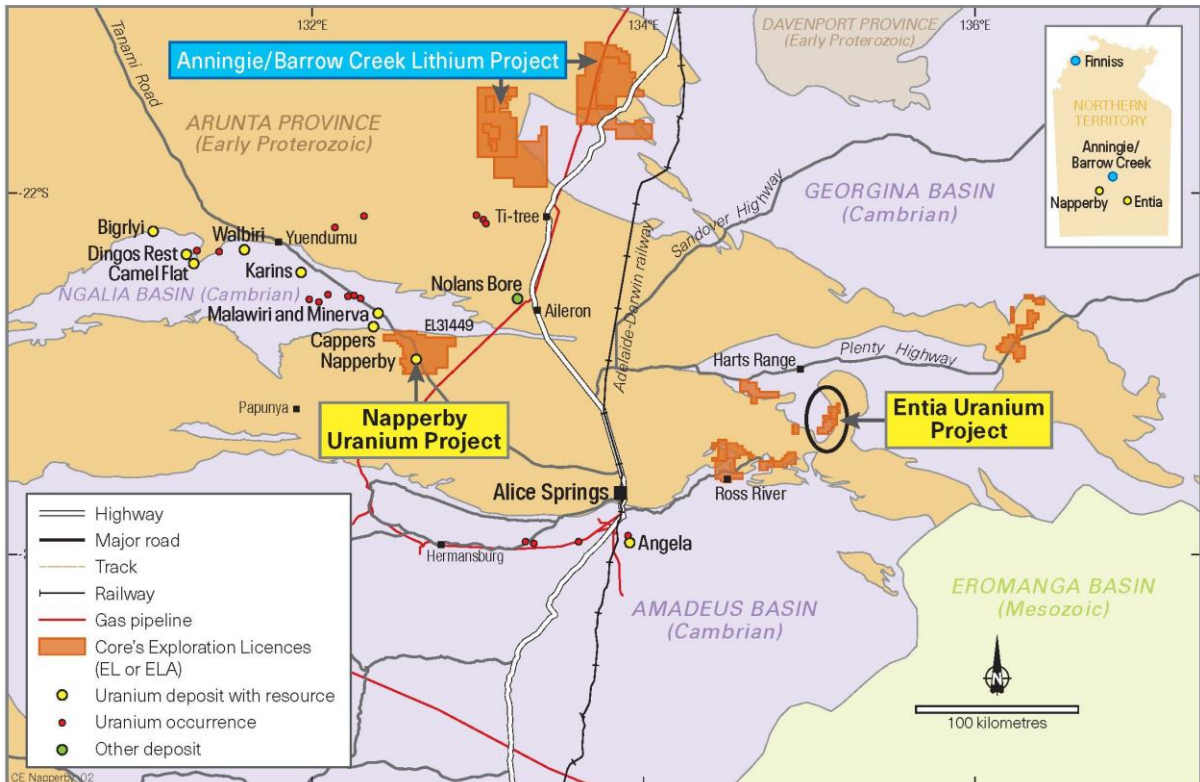 132°E
134°E
136°E
DAVENPORT PROVINCE
(Early Proterozoic)
Tanami Road
Anningie/Barrow Creek Lithium Project
Finniss
NORTHERN
TERRITORY
Anningie/
Barrow Creek
Napperby
Entia
ARUNTA PROVINCE
(Early Proterozoic)
-22°S
GEORGINA BASIN
(Cambrian)
Sandover Highway
Adelaide-Darwin railway
Ti-tree
Bigrlyi
Walbiri
Yuendumu
Dingos Rest
Camel Flat
Karins
NGALIA BASIN (Cambrian)
Nolans Bore
Aileron
Malawiri and Minerva
Cappers
EL31449
Napperby
Harts Range
Plenty Highway
Papunya
Napperby
Uranium Project
Entia Uranium
Project
Alice Springs
Ross River
Hermansburg
Angela
AMADEUS BASIN
(Cambrian)
EROMANGA BASIN
(Mesozoic)
N
100 kilometres
Highway
Major road
Track
Railway
Gas pipeline
Core's Exploration Licences
(EL or ELA)
Uranium deposit with resource
Uranium occurrence
Other deposit
CE Napperby_02